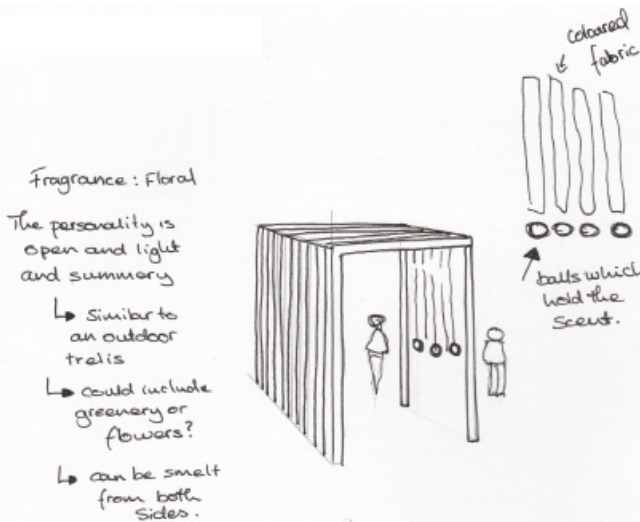 Fragrance : Floral
The personality is
open and light
and summery
↳ Similar to
an outdoor
trelis
↳ could include
greenery or
flowers?
↳ can be smelt
from both
Sides.
coloured
fabric
balls which
hold the
scent.